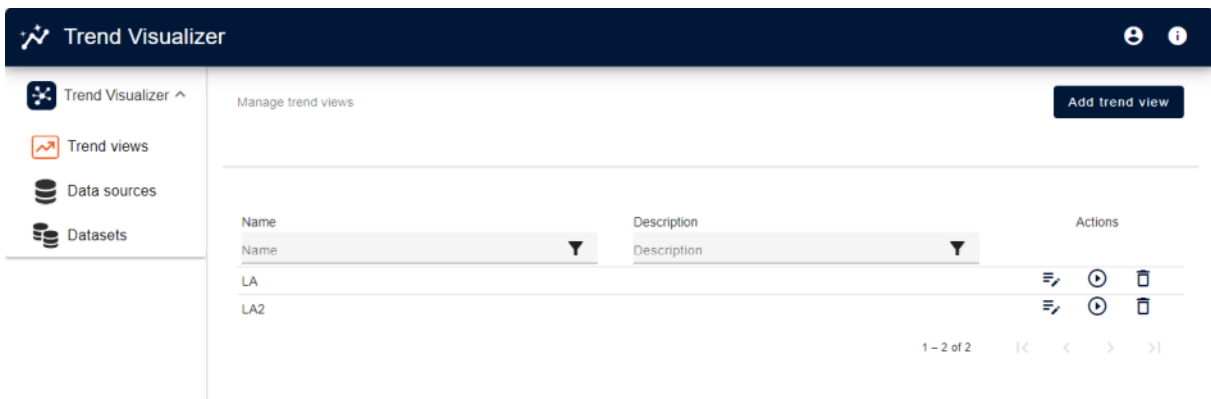 Trend Visualizer
Trend Visualizer
Trend views
Data sources
Datasets
Manage trend views
Add trend view
Name Description Actions
Name Description
LA
LA2
1 – 2 of 2